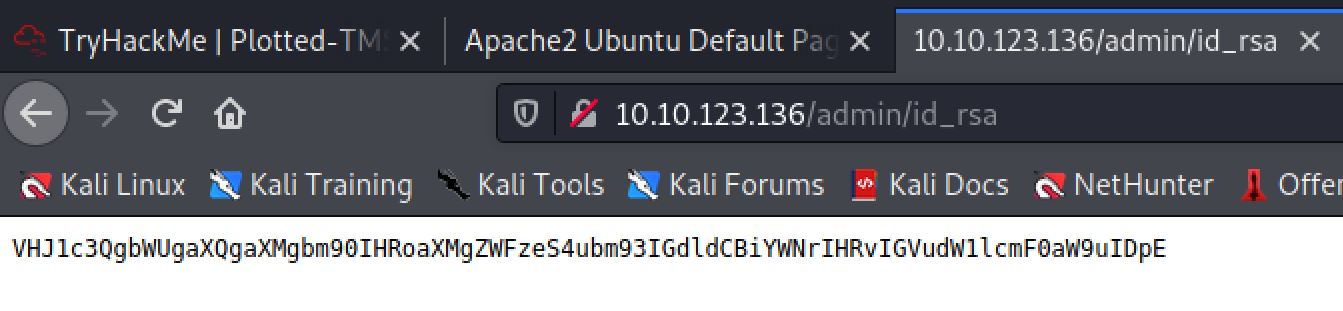 TryHackMe | Plotted-TMS
Apache2 Ubuntu Default Pag
10.10.123.136/admin/id_rsa
10.10.123.136/admin/id_rsa
Kali Linux Kali Training Kali Tools Kali Forums Kali Docs NetHunter Offer
VHJ1c3QgbWUgaXQgaXMgbm90IHRoaXMgZWFzeS4ubm93IGdldCBiYWNrIHRvIGVudW1lcmF0aW9uIDpE